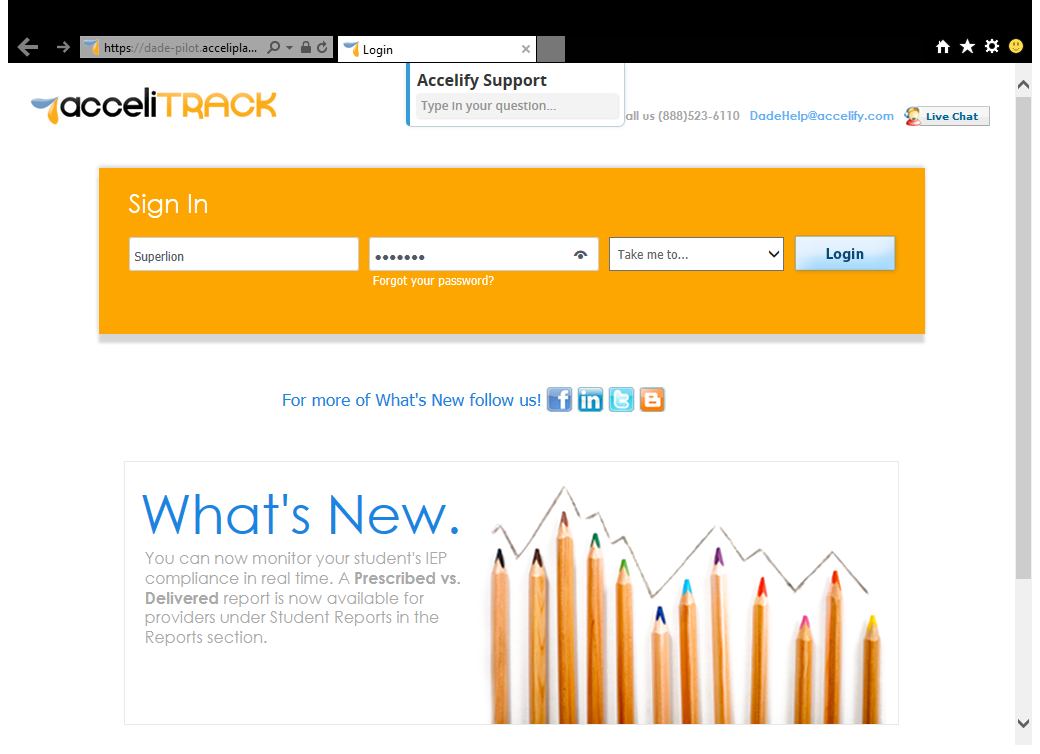 https://dade-pilot.accelipla...
Login
Accelify Support
Type in your question...
acceliTRACK
all us (888)523-6110 DadeHelp@accelify.com Live Chat
Sign In
Superlion
•••••••
Take me to...
Login
Forgot your password?
For more of What's New follow us!
What's New.
You can now monitor your student's IEP
compliance in real time. A Prescribed vs.
Delivered report is now available for
providers under Student Reports in the
Reports section.